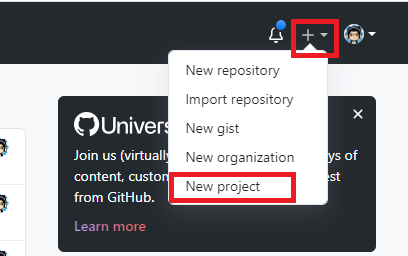 New repository
Import repository
New gist
New organization
New project
Univers
Join us (virtually ys of
content, custom est
from GitHub.
Learn more